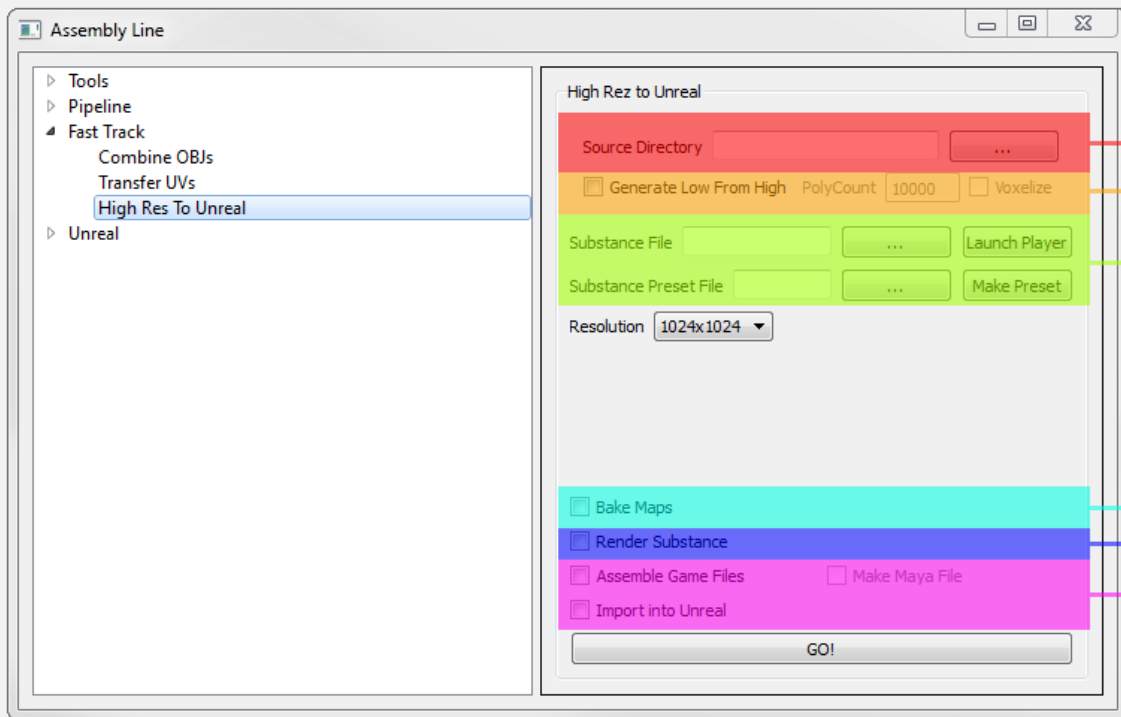 Assembly Line
Tools
Pipeline
Fast Track
Combine OBJs
Transfer UVs
High Res To Unreal
Unreal
High Rez to Unreal
Source Directory ...
Generate Low From High PolyCount 10000 Voxelize
Substance File ... Launch Player
Substance Preset File ... Make Preset
Resolution 1024x1024
Bake Maps
Render Substance
Assemble Game Files Make Maya File
Import into Unreal
GO!